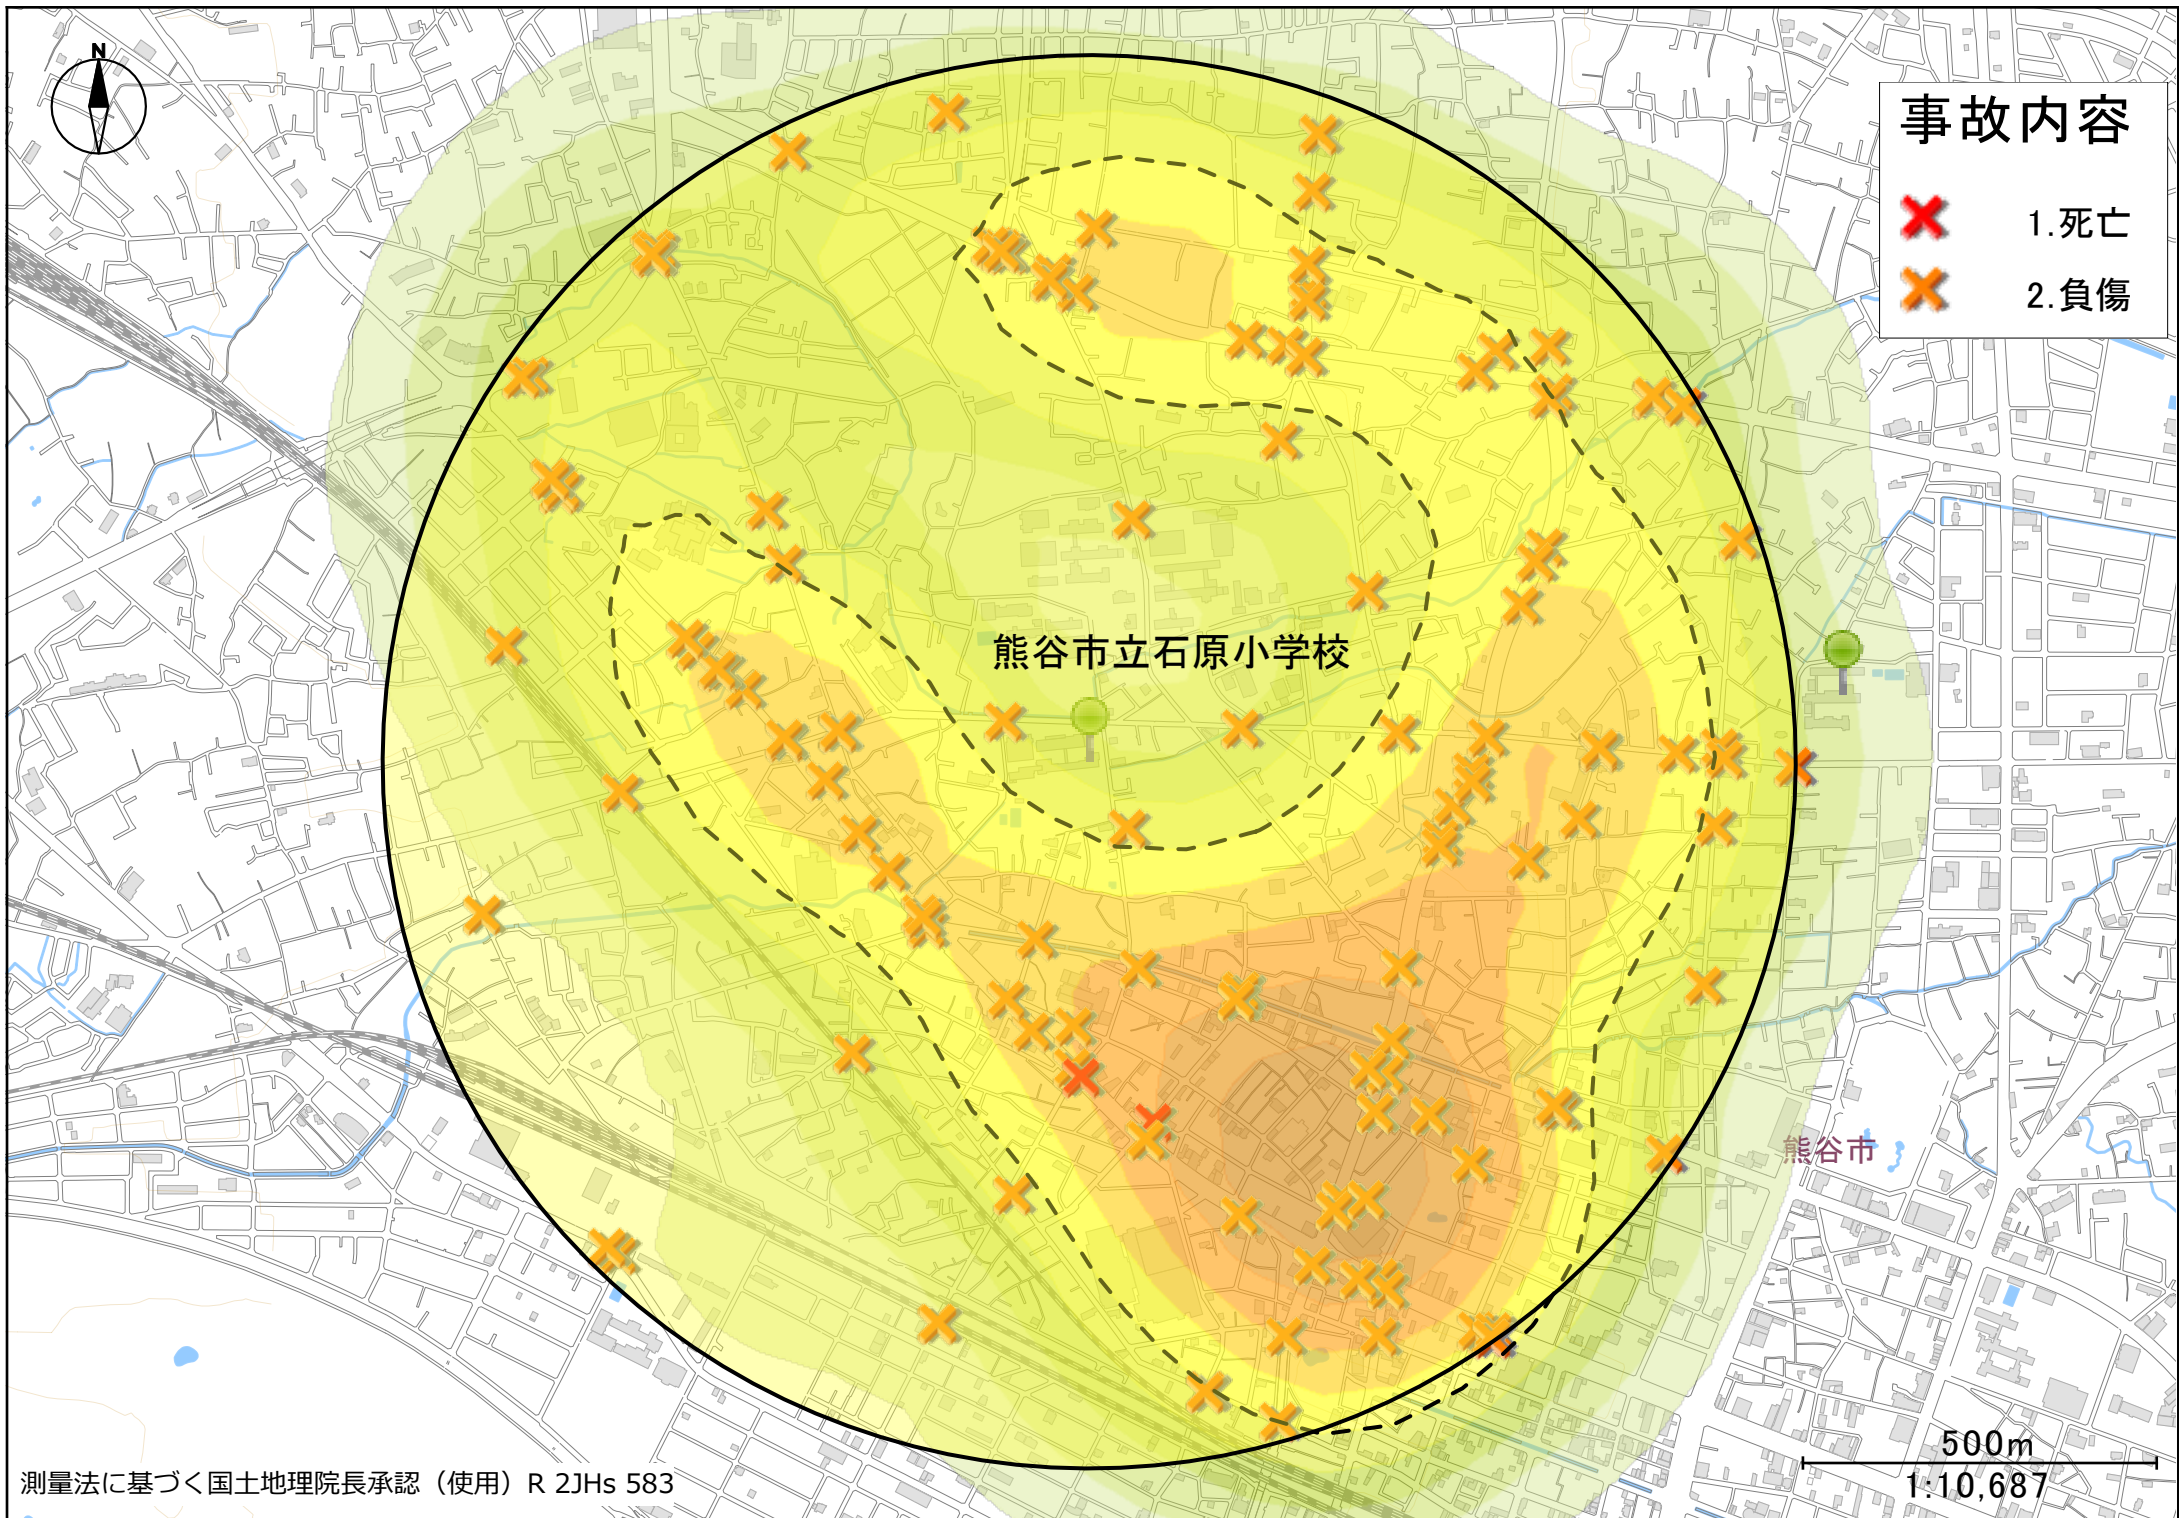 N
事故内容
1.死亡
2.負傷
熊谷市立石原小学校
熊谷市
500m
1:10,687
測量法に基づく国土地理院長承認（使用）R 2JHs 583